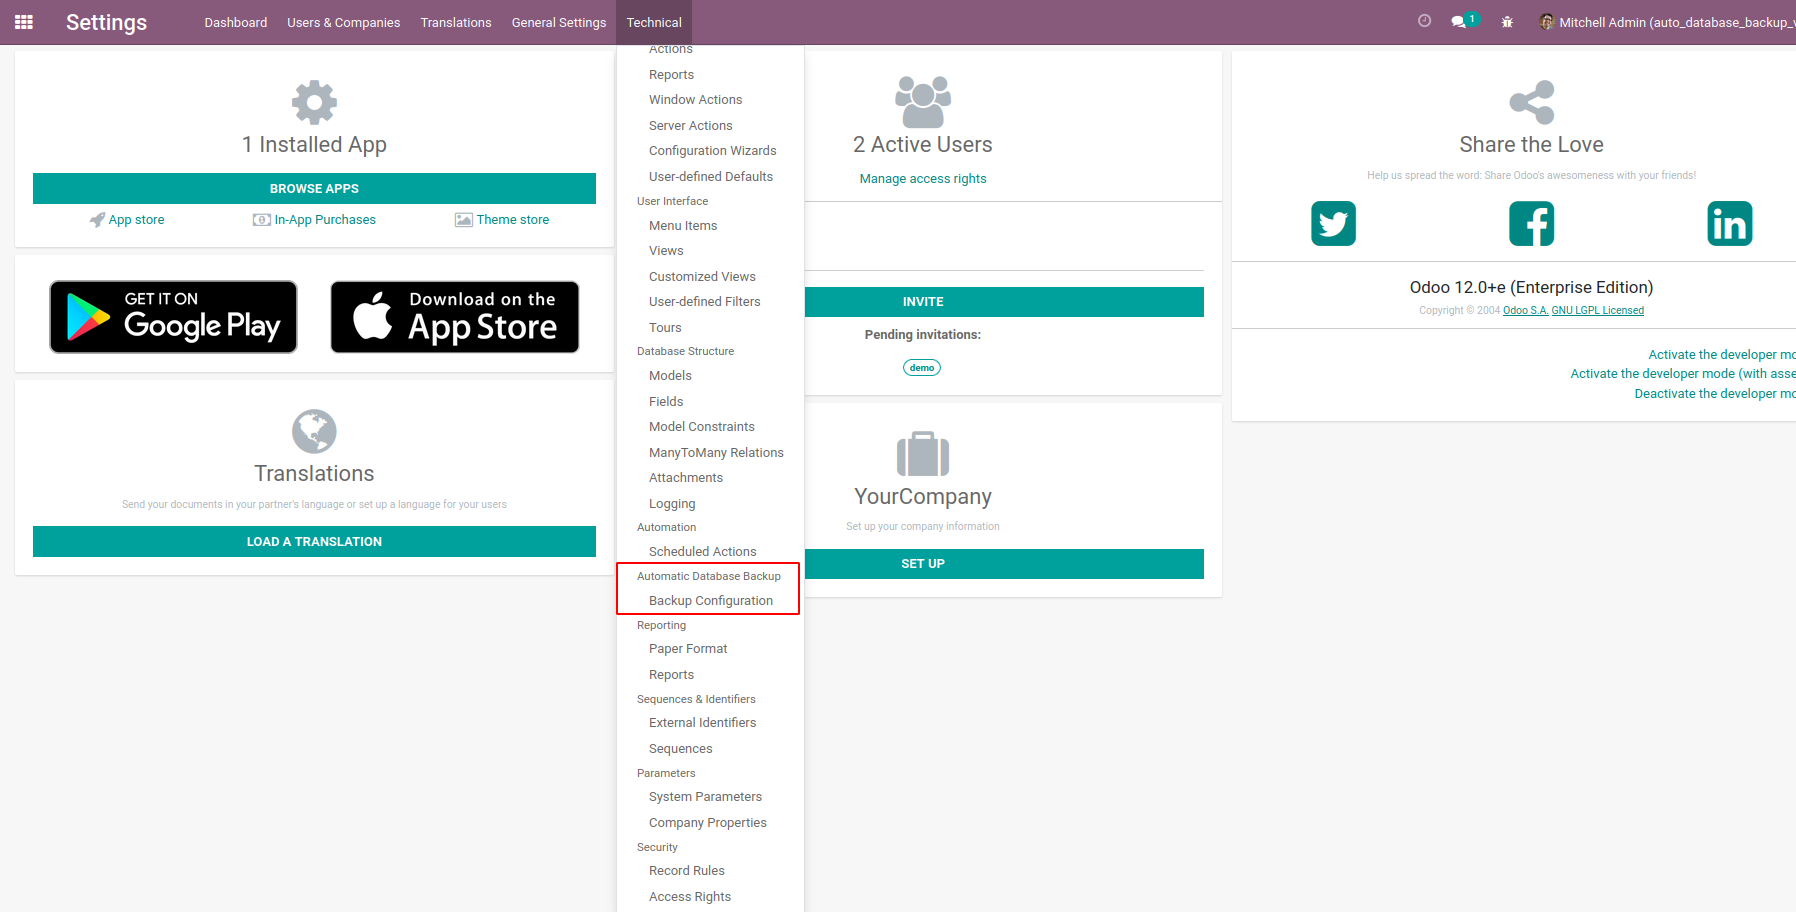 Settings
Dashboard
Users & Companies
Translations
General Settings
Technical
1
Mitchell Admin (auto_database_backup_v
1 Installed App
BROWSE APPS
App store
In-App Purchases
Theme store
GET IT ON
Google Play
Download on the
App Store
Translations
Send your documents in your partner's language or set up a language for your users
LOAD A TRANSLATION
Actions
Reports
Window Actions
Server Actions
Configuration Wizards
User-defined Defaults
User Interface
Menu Items
Views
Customized Views
User-defined Filters
Tours
Database Structure
Models
Fields
Model Constraints
ManyToMany Relations
Attachments
Logging
Automation
Scheduled Actions
Automatic Database Backup
Backup Configuration
Reporting
Paper Format
Reports
Sequences & Identifiers
External Identifiers
Sequences
Parameters
System Parameters
Company Properties
Security
Record Rules
Access Rights
2 Active Users
Manage access rights
INVITE
Pending invitations:
demo
YourCompany
Set up your company information
SET UP
Share the Love
Help us spread the word: Share Odoo's awesomeness with your friends!
Odoo 12.0+e (Enterprise Edition)
Copyright © 2004 Odoo S.A. GNU LGPL Licensed
Activate the developer mo
Activate the developer mode (with asse
Deactivate the developer mo